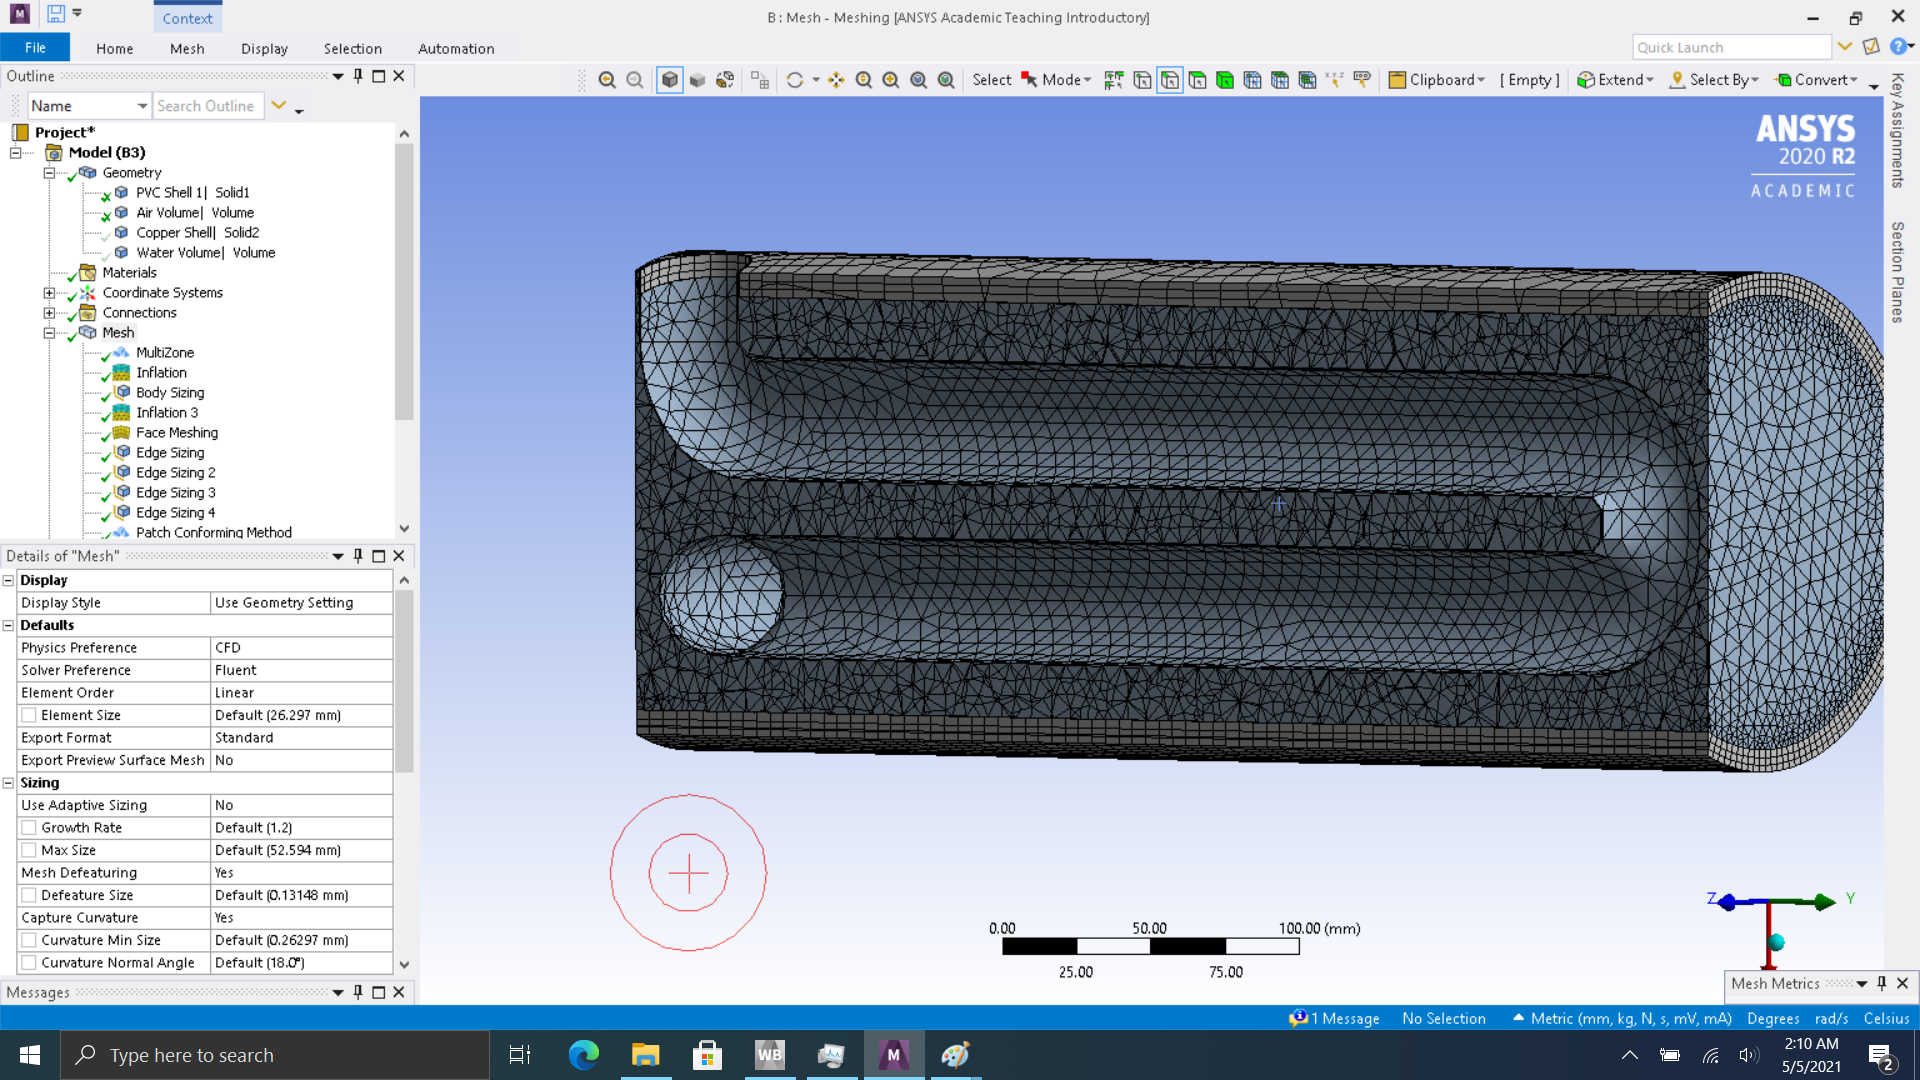 Context
B : Mesh - Meshing [ANSYS Academic Teaching Introductory]
File Home Mesh Display Selection Automation
Quick Launch
Outline
Select Mode Clipboard [ Empty ] Extend Select By Convert
Name Search Outline
Key Assignments
Section Planes
Project*
Model (B3)
Geometry
PVC Shell 1| Solid1
Air Volume| Volume
Copper Shell| Solid2
Water Volume| Volume
Materials
Coordinate Systems
Connections
Mesh
MultiZone
Inflation
Body Sizing
Inflation 3
Face Meshing
Edge Sizing
Edge Sizing 2
Edge Sizing 3
Edge Sizing 4
Patch Conforming Method
ANSYS
2020 R2
ACADEMIC
Details of "Mesh"
Display
Display Style Use Geometry Setting
Defaults
Physics Preference CFD
Solver Preference Fluent
Element Order Linear
Element Size Default (26.297 mm)
Export Format Standard
Export Preview Surface Mesh No
Sizing
Use Adaptive Sizing No
Growth Rate Default (1.2)
Max Size Default (52.594 mm)
Mesh Defeaturing Yes
Defeature Size Default (0.13148 mm)
Capture Curvature Yes
Curvature Min Size Default (0.26297 mm)
Curvature Normal Angle Default (18.0°)
0.00 50.00 100.00 (mm)
25.00 75.00
Z Y
Messages
Mesh Metrics
1 Message No Selection Metric (mm, kg, N, s, mV, mA) Degrees rad/s Celsius
Type here to search
WB
M
2:10 AM
5/5/2021
2